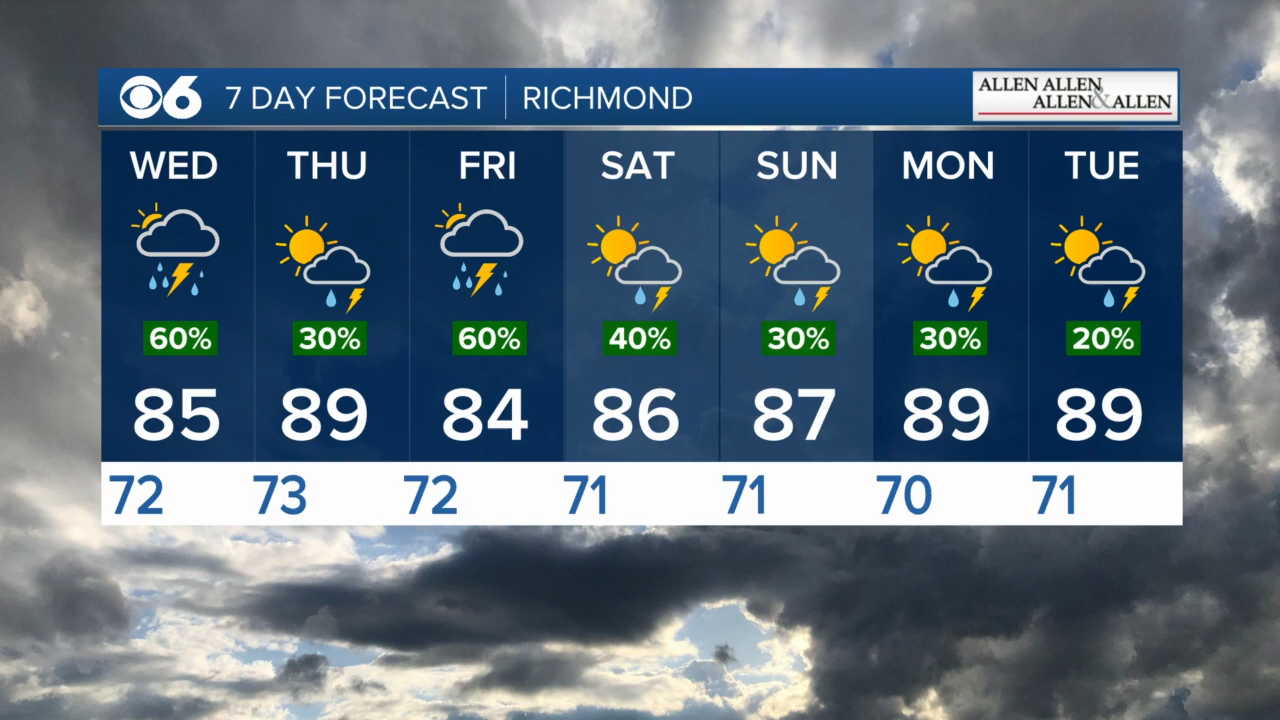 6 7 DAY FORECAST RICHMOND
ALLEN ALLEN
ALLEN & ALLEN
WED THU FRI SAT SUN MON TUE
60% 30% 60% 40% 30% 30% 20%
85 89 84 86 87 89 89
72 73 72 71 71 70 71